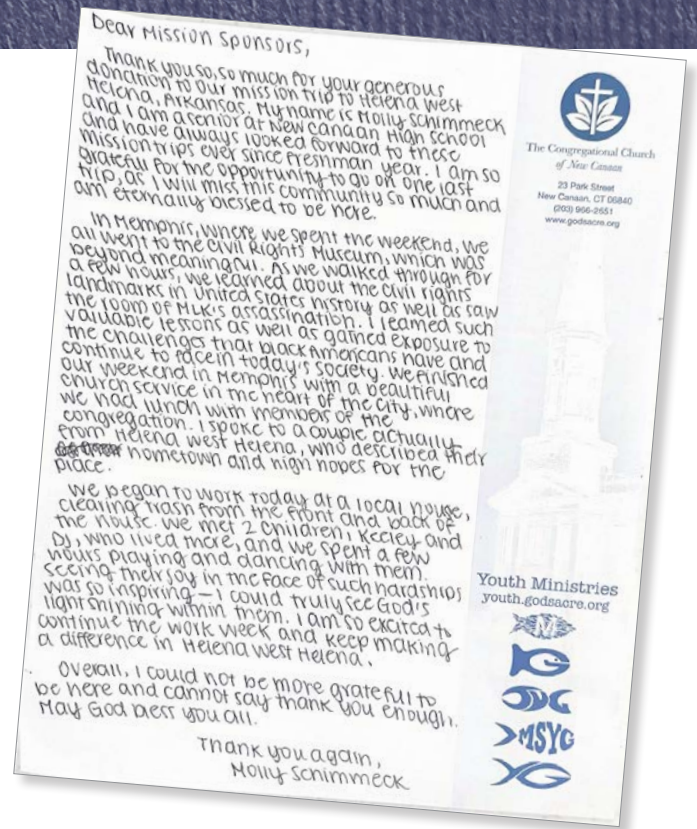 Dear Mission Sponsors,
Thank you so, so much for your generous
donation to our mission trip to Helena West
Helena, Arkansas. My name is Molly Schimmeck
and I am a senior at New Canaan High School
and have always looked forward to these
mission trips ever since freshman year. I am so
grateful for the opportunity to go on one last
trip, as I will miss this community so much and
am eternally blessed to be here.
In Memphis, where we spent the weekend, we
all went to the Civil Rights Museum, which was
beyond meaningful. As we walked through for
a few hours, we learned about the civil rights
landmarks in United States history as well as saw
the room of MLK's assassination. I learned such
valuable lessons as well as gained exposure to
the challenges that black Americans have and
continue to face in today's society. We finished
our weekend in Memphis with a beautiful
church service in the heart of the city, where
we had lunch with members of the
congregation. I spoke to a couple actually
from Helena West Helena, who described their
hometown and high hopes for the
place.
We began to work today at a local house,
clearing trash from the front and back of
the house. We met 2 children, Keeley and
DJ, who lived there, and we spent a few
hours playing and dancing with them.
Seeing their joy in the face of such hardships
was so inspiring — I could truly see God's
light shining within them. I am so excited to
continue the work week and keep making
a difference in Helena West Helena.
Overall, I could not be more grateful to
be here and cannot say thank you enough.
May God bless you all.
Thank you again,
Molly Schimmeck
The Congregational Church
of New Canaan
23 Park Street
New Canaan, CT 06840
(203) 966-2651
www.godsacre.org
Youth Ministries
youth.godsacre.org
MSYG